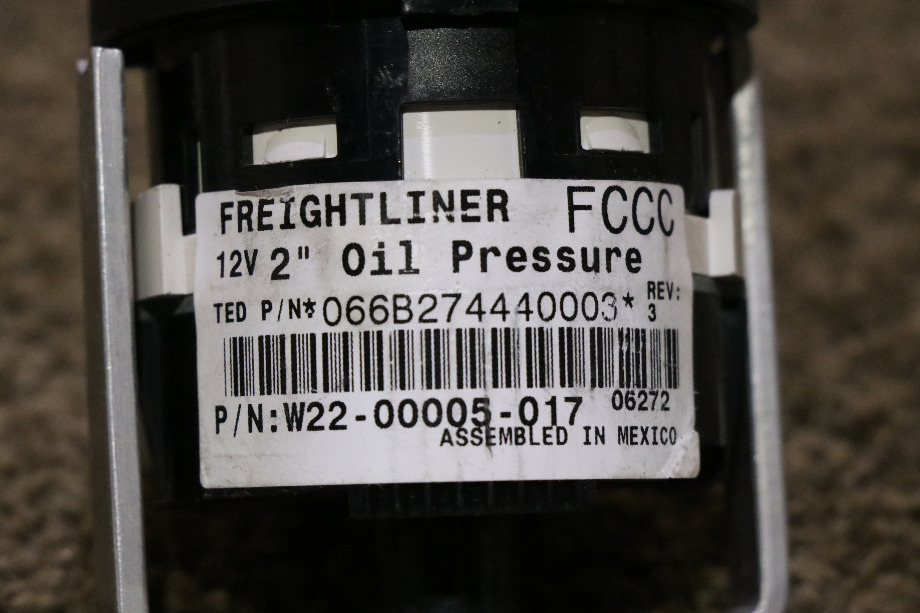 FREIGHTLINER FCCC
12V 2" Oil Pressure
TED P/N*066B274440003* REV: 3
P/N:W22-00005-017 06272
ASSEMBLED IN MEXICO